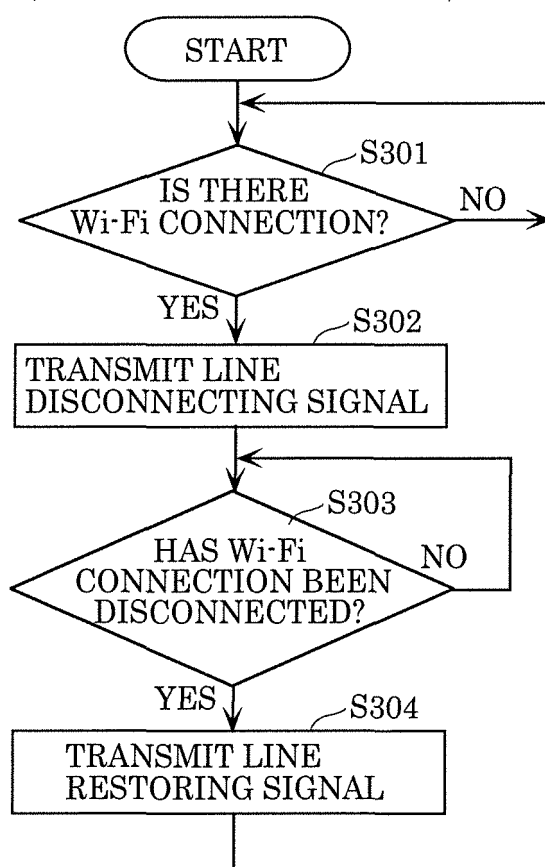 START
S301
IS THERE
Wi-Fi CONNECTION?
NO
YES
S302
TRANSMIT LINE
DISCONNECTING SIGNAL
S303
HAS Wi-Fi
CONNECTION BEEN
DISCONNECTED?
NO
YES
S304
TRANSMIT LINE
RESTORING SIGNAL